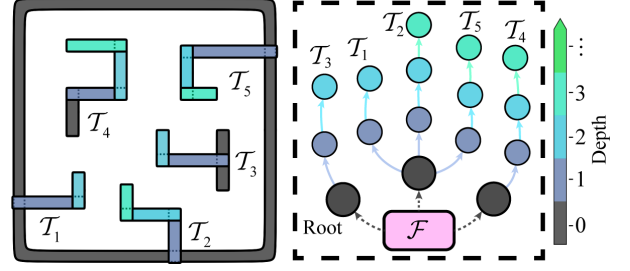 𝒯₄
𝒯₅
𝒯₃
𝒯₁
𝒯₂
𝒯₃
𝒯₁
𝒯₂
𝒯₅
𝒯₄
Root
ℱ
⋮
3
2
1
0
Depth